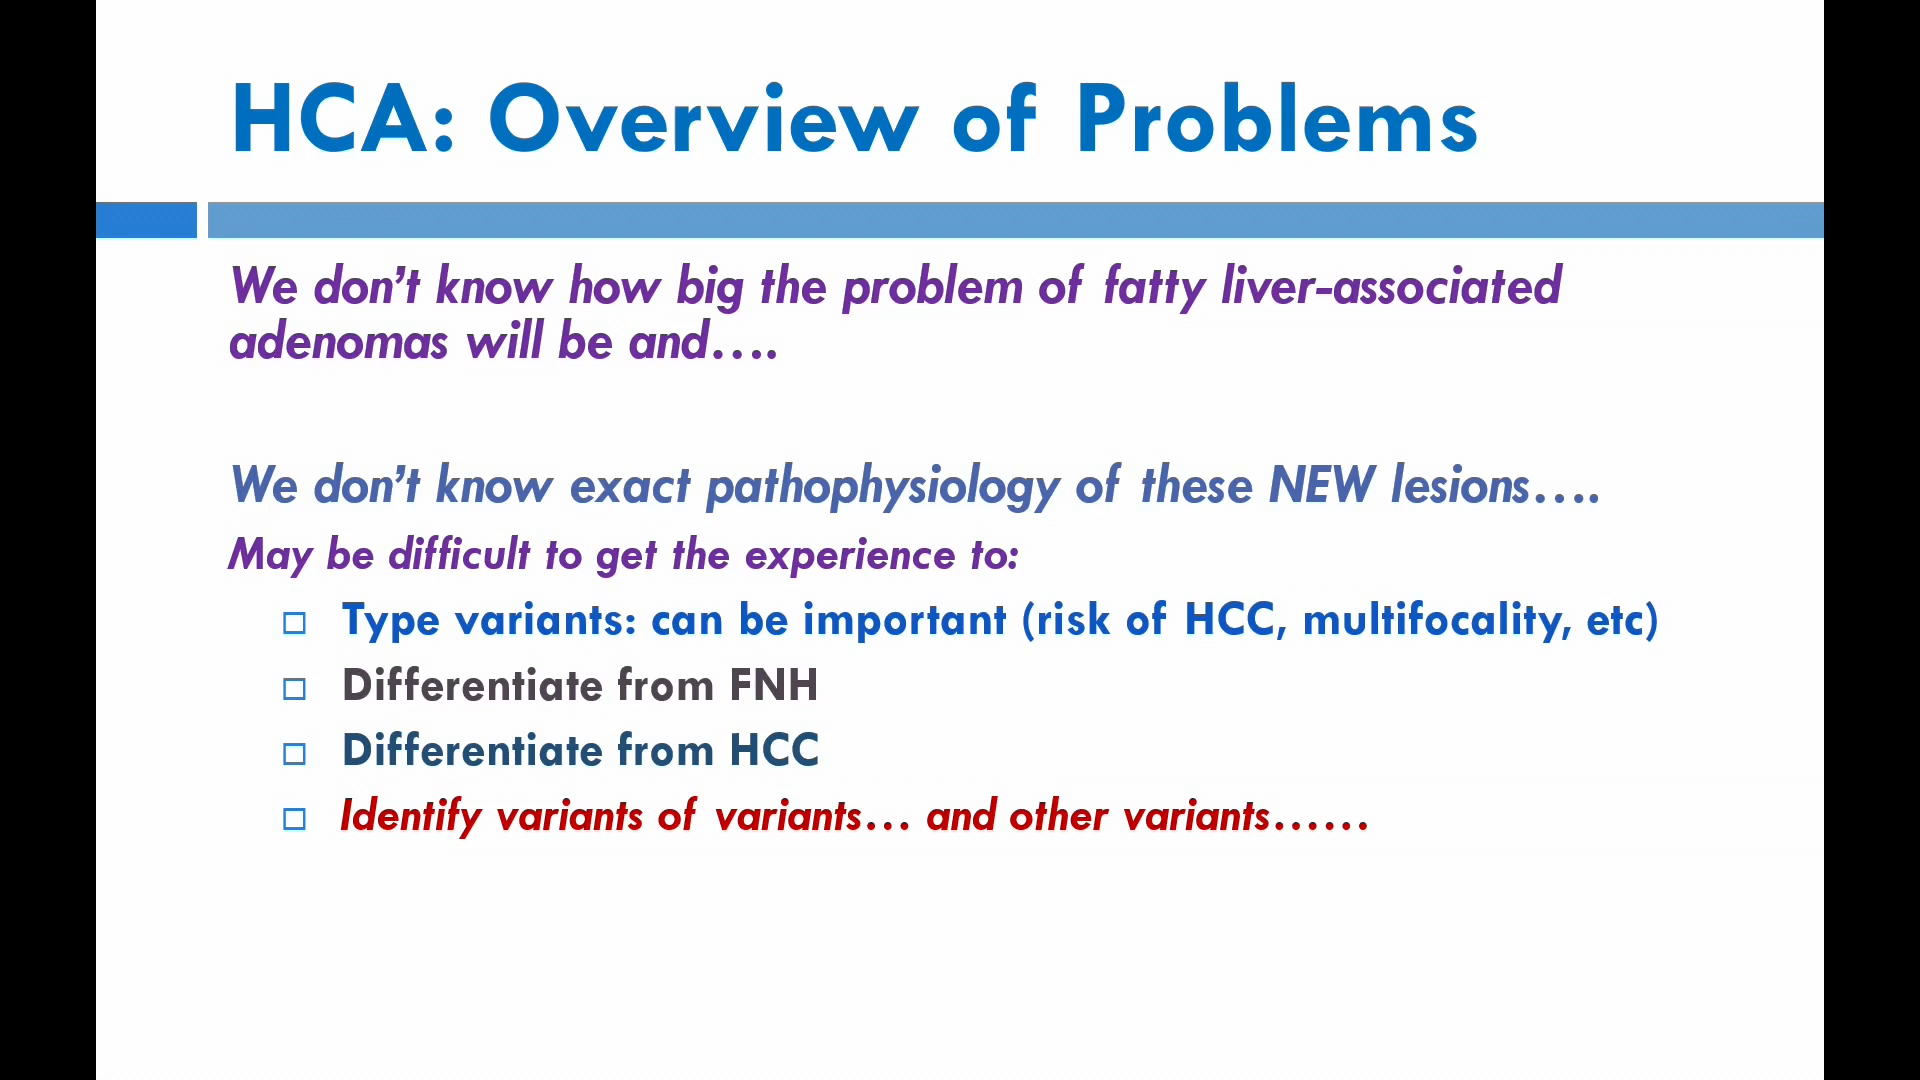 HCA: Overview of Problems
We don’t know how big the problem of fatty liver-associated
adenomas will be and….
We don’t know exact pathophysiology of these NEW lesions….
May be difficult to get the experience to:
Type variants: can be important (risk of HCC, multifocality, etc)
Differentiate from FNH
Differentiate from HCC
Identify variants of variants… and other variants……